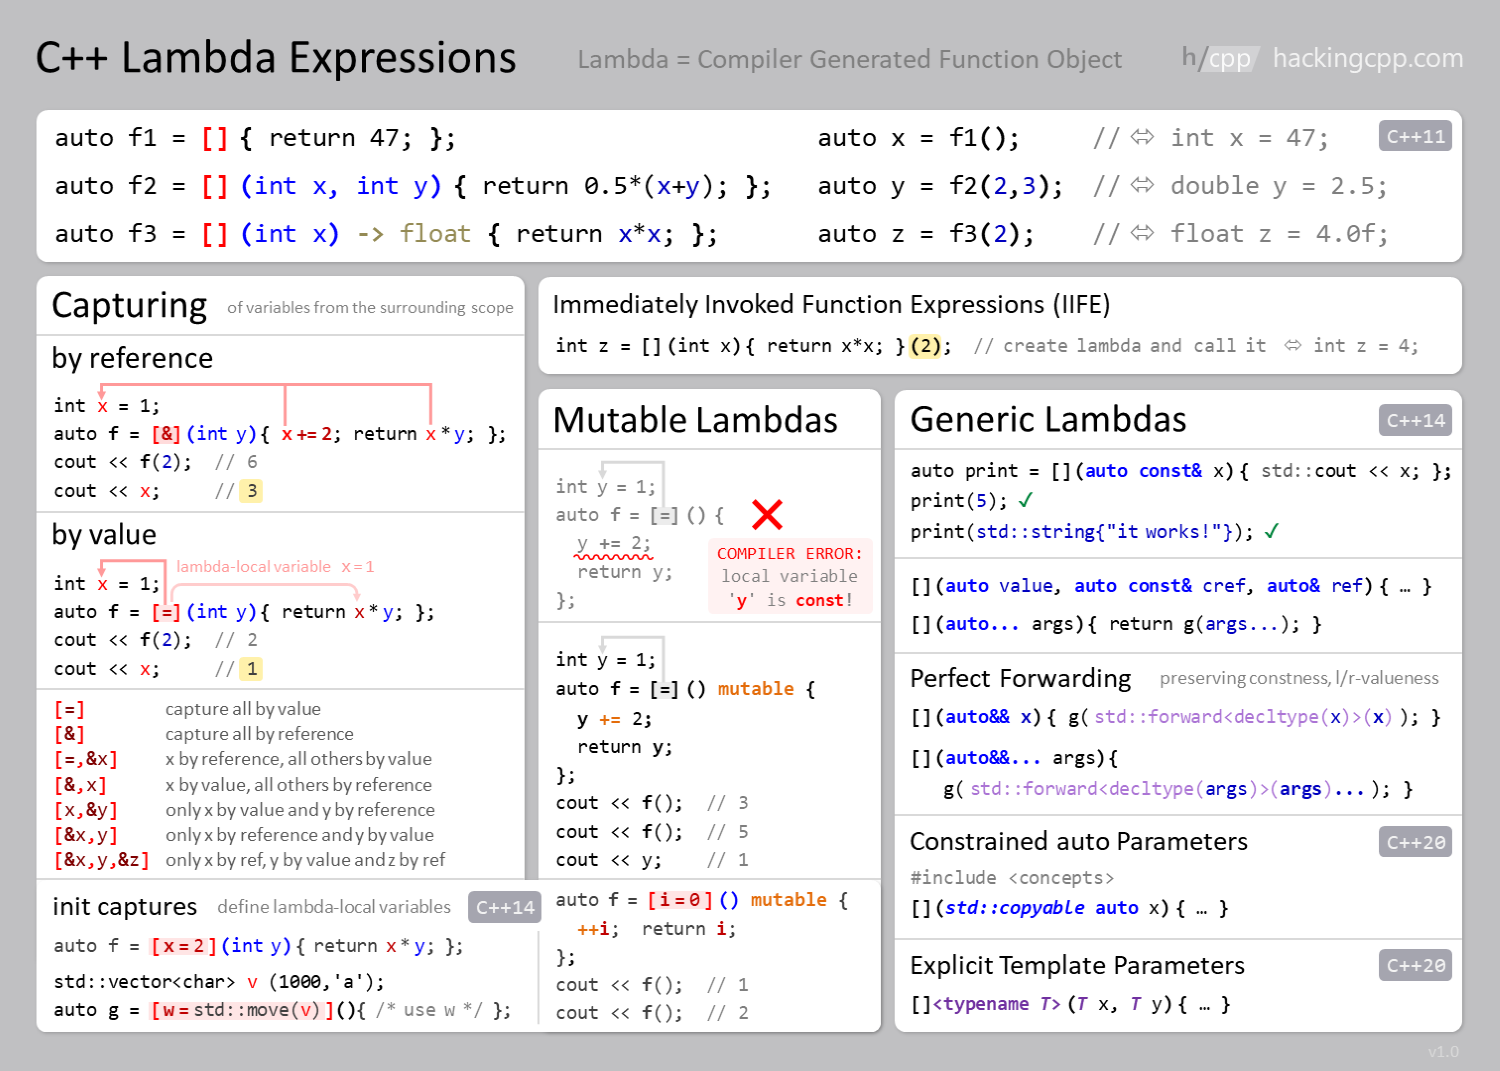 C++ Lambda Expressions
Lambda = Compiler Generated Function Object
h/cpp hackingcpp.com
auto f1 = [] { return 47; };
auto x = f1(); // ⇔ int x = 47;
C++11
auto f2 = [] (int x, int y) { return 0.5*(x+y); };
auto y = f2(2,3); // ⇔ double y = 2.5;
auto f3 = [] (int x) -> float { return x*x; };
auto z = f3(2); // ⇔ float z = 4.0f;
Capturing of variables from the surrounding scope
by reference
int x = 1;
auto f = [&](int y){ x += 2; return x*y; };
cout << f(2); // 6
cout << x; // 3
by value
lambda-local variable x = 1
int x = 1;
auto f = [=](int y){ return x*y; };
cout << f(2); // 2
cout << x; // 1
[=] capture all by value
[&] capture all by reference
[=,&x] x by reference, all others by value
[&,x] x by value, all others by reference
[x,&y] only x by value and y by reference
[&x,y] only x by reference and y by value
[&x,y,&z] only x by ref, y by value and z by ref
init captures define lambda-local variables C++14
auto f = [x=2](int y){ return x*y; };
std::vector<char> v (1000,'a');
auto g = [w=std::move(v)](){ /* use w */ };
Immediately Invoked Function Expressions (IIFE)
int z = [](int x){ return x*x; }(2); // create lambda and call it ⇔ int z = 4;
Mutable Lambdas
int y = 1;
auto f = [=](){
y += 2;
return y;
};
COMPILER ERROR:
local variable
'y' is const!
int y = 1;
auto f = [=]() mutable {
y += 2;
return y;
};
cout << f(); // 3
cout << f(); // 5
cout << y; // 1
auto f = [i=0]() mutable {
++i; return i;
};
cout << f(); // 1
cout << f(); // 2
Generic Lambdas C++14
auto print = [](auto const& x){ std::cout << x; };
print(5); ✓
print(std::string{"it works!"}); ✓
[](auto value, auto const& cref, auto& ref){ … }
[](auto... args){ return g(args...); }
Perfect Forwarding preserving constness, l/r-valueness
[](auto&& x){ g( std::forward<decltype(x)>(x) ); }
[](auto&&... args){
g( std::forward<decltype(args)>(args)... ); }
Constrained auto Parameters C++20
#include <concepts>
[](std::copyable auto x){ … }
Explicit Template Parameters C++20
[]<typename T>(T x, T y){ … }
v1.0